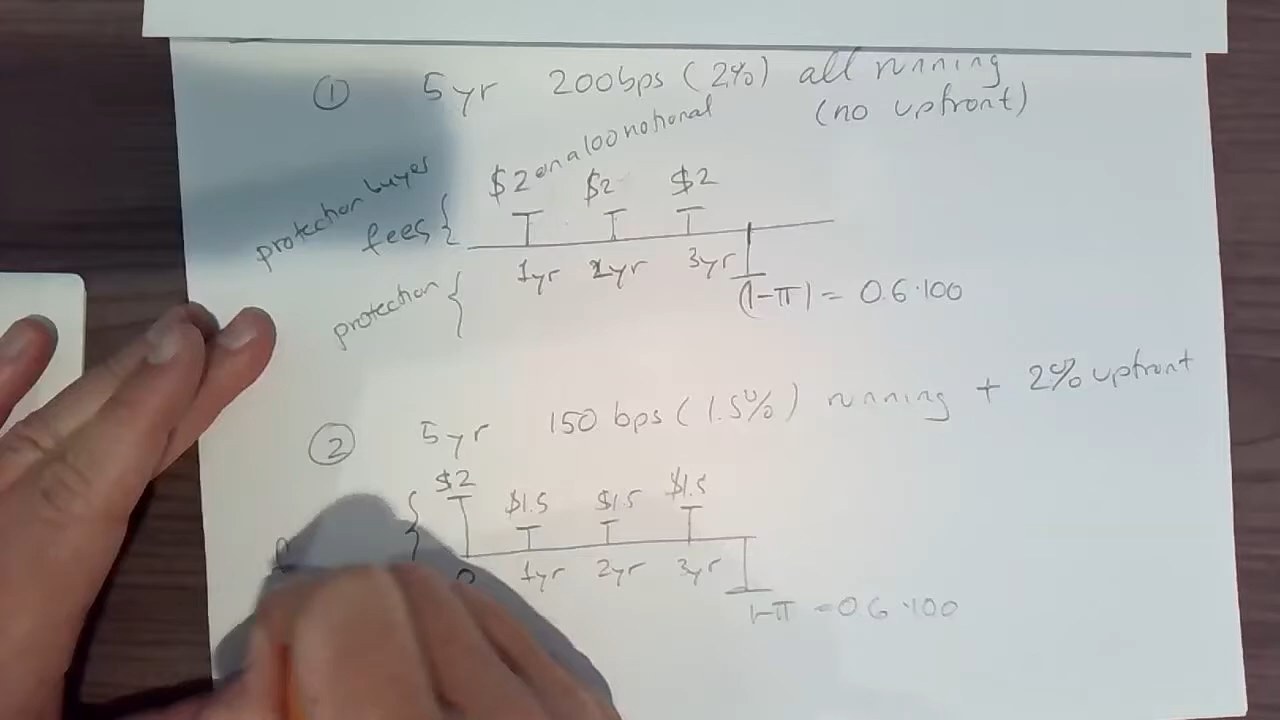 ① 5yr 200bps (2%) all running
(no upfront)
on a 100 notional
protection buyer
$2 $2 $2
fees {
1yr 2yr 3yr
protection {
(1-π) = 0.6·100
② 5yr 150 bps (1.5%) running + 2% upfront
$2 $1.5 $1.5 $1.5
{
0 1yr 2yr 3yr
1-π = 0.6·100